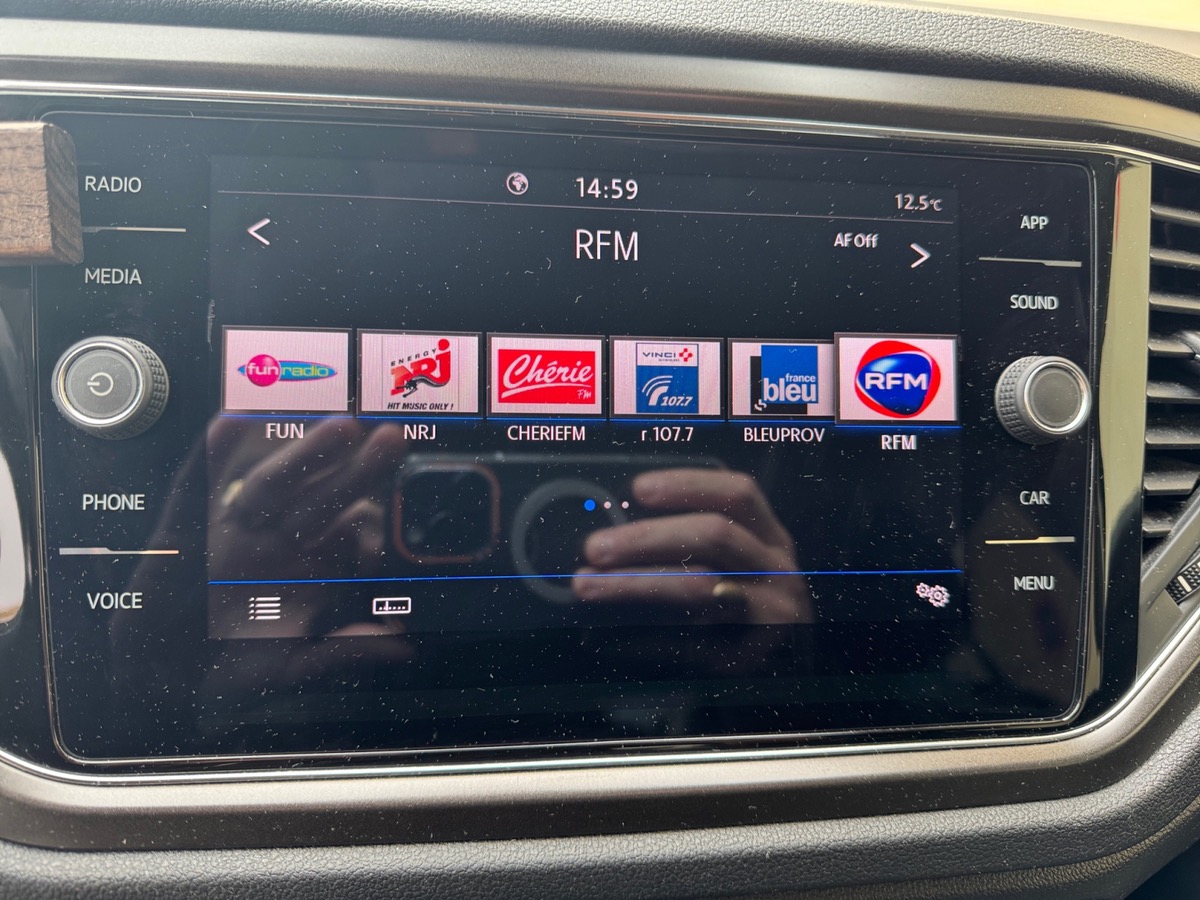 RADIO
MEDIA
PHONE
VOICE
14:59
12.5°C
<
RFM
AF Off
>
fun radio
ENERGY
NRJ
HIT MUSIC ONLY !
Chérie
FM
VINCI
107.7
france
bleu
RFM
FUN
NRJ
CHERIEFM
r.107.7
BLEUPROV
RFM
APP
SOUND
CAR
MENU